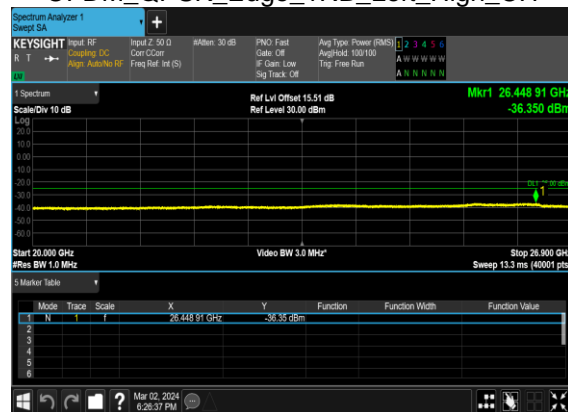 Spectrum Analyzer 1
Swept SA
+
KEYSIGHT Input: RF Input Z: 50 Ω #Atten: 30 dB PNO: Fast Avg Type: Power (RMS) 1 2 3 4 5 6
R T Coupling: DC Corr CCorr Gate: Off Avg|Hold: 100/100 A W W W W W
Align: Auto/No RF Freq Ref: Int (S) IF Gain: Low Trig: Free Run
LW Sig Track: Off A N N N N N
1 Spectrum Ref Lvl Offset 15.51 dB Mkr1 26.448 91 GHz
Scale/Div 10 dB Ref Level 30.00 dBm -36.350 dBm
Log
20.0
10.0
0.00
-10.0
-20.0
-30.0
-40.0
-50.0
-60.0
1
Start 20.000 GHz Video BW 3.0 MHz* Stop 26.900 GHz
#Res BW 1.0 MHz Sweep 13.3 ms (40001 pts)
5 Marker Table
Mode Trace Scale X Y Function Function Width Function Value
1 N 1 f 26.448 91 GHz -36.35 dBm
2
3
4
5
6
? Mar 02, 2024
6:26:37 PM